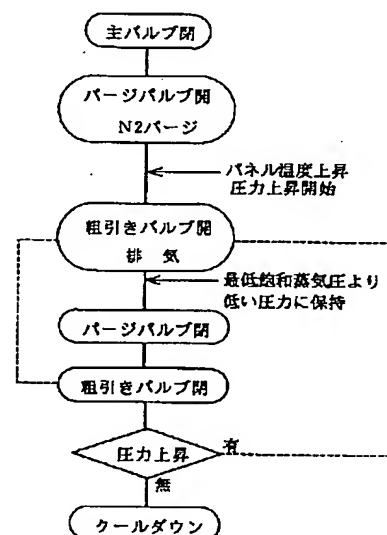 主バルブ閉
パージバルブ開
N2パージ
パネル温度上昇
圧力上昇開始
粗引きバルブ開
排 気
最低飽和蒸気圧より
低い圧力に保持
パージバルブ閉
粗引きバルブ閉
圧力上昇
有
無
クールダウン